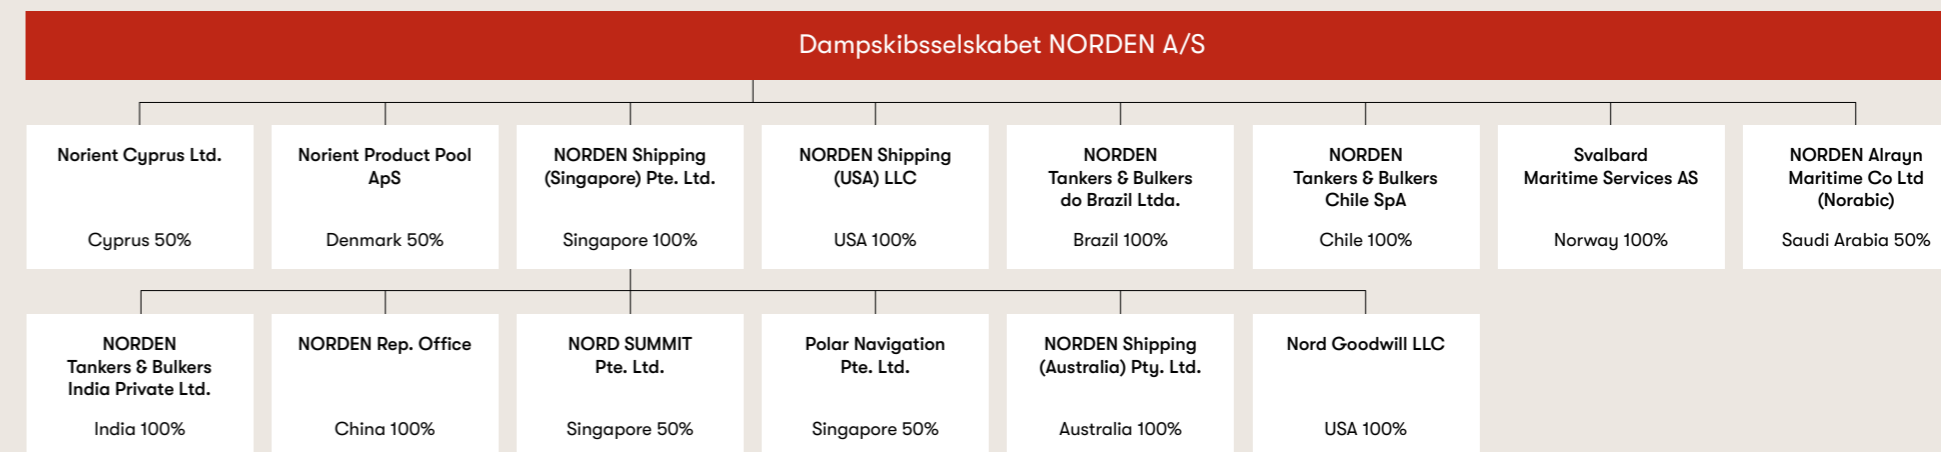 Dampskibsselskabet NORDEN A/S
Norient Cyprus Ltd.
Cyprus 50%
Norient Product Pool
ApS
Denmark 50%
NORDEN Shipping
(Singapore) Pte. Ltd.
Singapore 100%
NORDEN Shipping
(USA) LLC
USA 100%
NORDEN
Tankers & Bulkers
do Brazil Ltda.
Brazil 100%
NORDEN
Tankers & Bulkers
Chile SpA
Chile 100%
Svalbard
Maritime Services AS
Norway 100%
NORDEN Alrayn
Maritime Co Ltd
(Norabic)
Saudi Arabia 50%
NORDEN
Tankers & Bulkers
India Private Ltd.
India 100%
NORDEN Rep. Office
China 100%
NORD SUMMIT
Pte. Ltd.
Singapore 50%
Polar Navigation
Pte. Ltd.
Singapore 50%
NORDEN Shipping
(Australia) Pty. Ltd.
Australia 100%
Nord Goodwill LLC
USA 100%